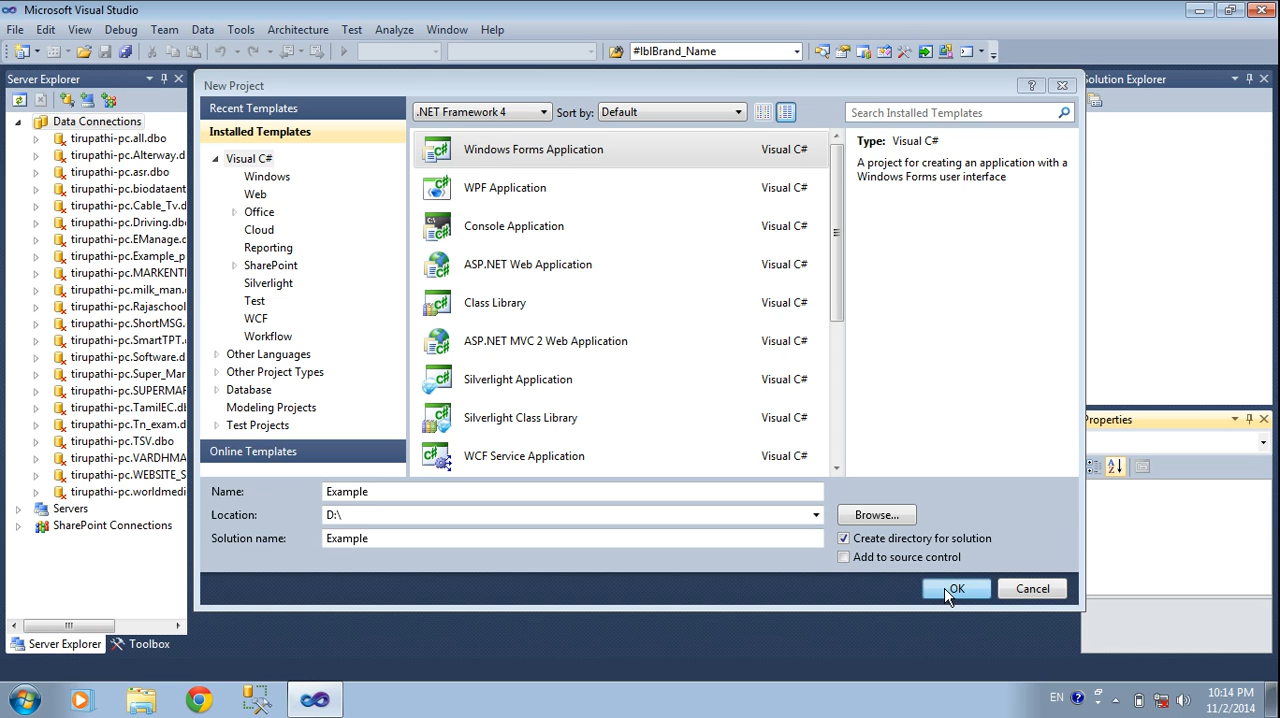 Microsoft Visual Studio
File Edit View Debug Team Data Tools Architecture Test Analyze Window Help
#lblBrand_Name
Server Explorer
Data Connections
tirupathi-pc.all.dbo
tirupathi-pc.Alterway.d
tirupathi-pc.asr.dbo
tirupathi-pc.biodataent
tirupathi-pc.Cable_Tv.d
tirupathi-pc.Driving.dbo
tirupathi-pc.EManage.d
tirupathi-pc.Example_p
tirupathi-pc.MARKENTI
tirupathi-pc.milk_man.d
tirupathi-pc.Rajaschool
tirupathi-pc.ShortMSG.
tirupathi-pc.SmartTPT.
tirupathi-pc.Software.d
tirupathi-pc.Super_Mar
tirupathi-pc.SUPERMAR
tirupathi-pc.TamilEC.db
tirupathi-pc.Tn_exam.d
tirupathi-pc.TSV.dbo
tirupathi-pc.VARDHMA
tirupathi-pc.WEBSITE_S
tirupathi-pc.worldmedi
Servers
SharePoint Connections
Server Explorer Toolbox
New Project
Recent Templates
Installed Templates
Visual C#
Windows
Web
Office
Cloud
Reporting
SharePoint
Silverlight
Test
WCF
Workflow
Other Languages
Other Project Types
Database
Modeling Projects
Test Projects
Online Templates
.NET Framework 4 Sort by: Default
Search Installed Templates
Windows Forms Application Visual C#
WPF Application Visual C#
Console Application Visual C#
ASP.NET Web Application Visual C#
Class Library Visual C#
ASP.NET MVC 2 Web Application Visual C#
Silverlight Application Visual C#
Silverlight Class Library Visual C#
WCF Service Application Visual C#
Type: Visual C#
A project for creating an application with a
Windows Forms user interface
Name: Example
Location: D:\ Browse...
Solution name: Example
Create directory for solution
Add to source control
OK Cancel
Solution Explorer
Properties
EN
10:14 PM
11/2/2014